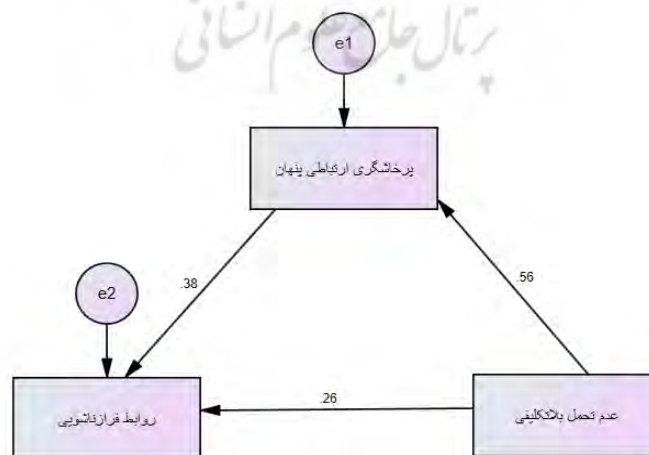 پرتال جامع علوم انسانی
e1
پرخاشگری ارتباطی پنهان
.38
.56
e2
روابط فرازناشویی
.26
عدم تحمل بلاتکلیفی